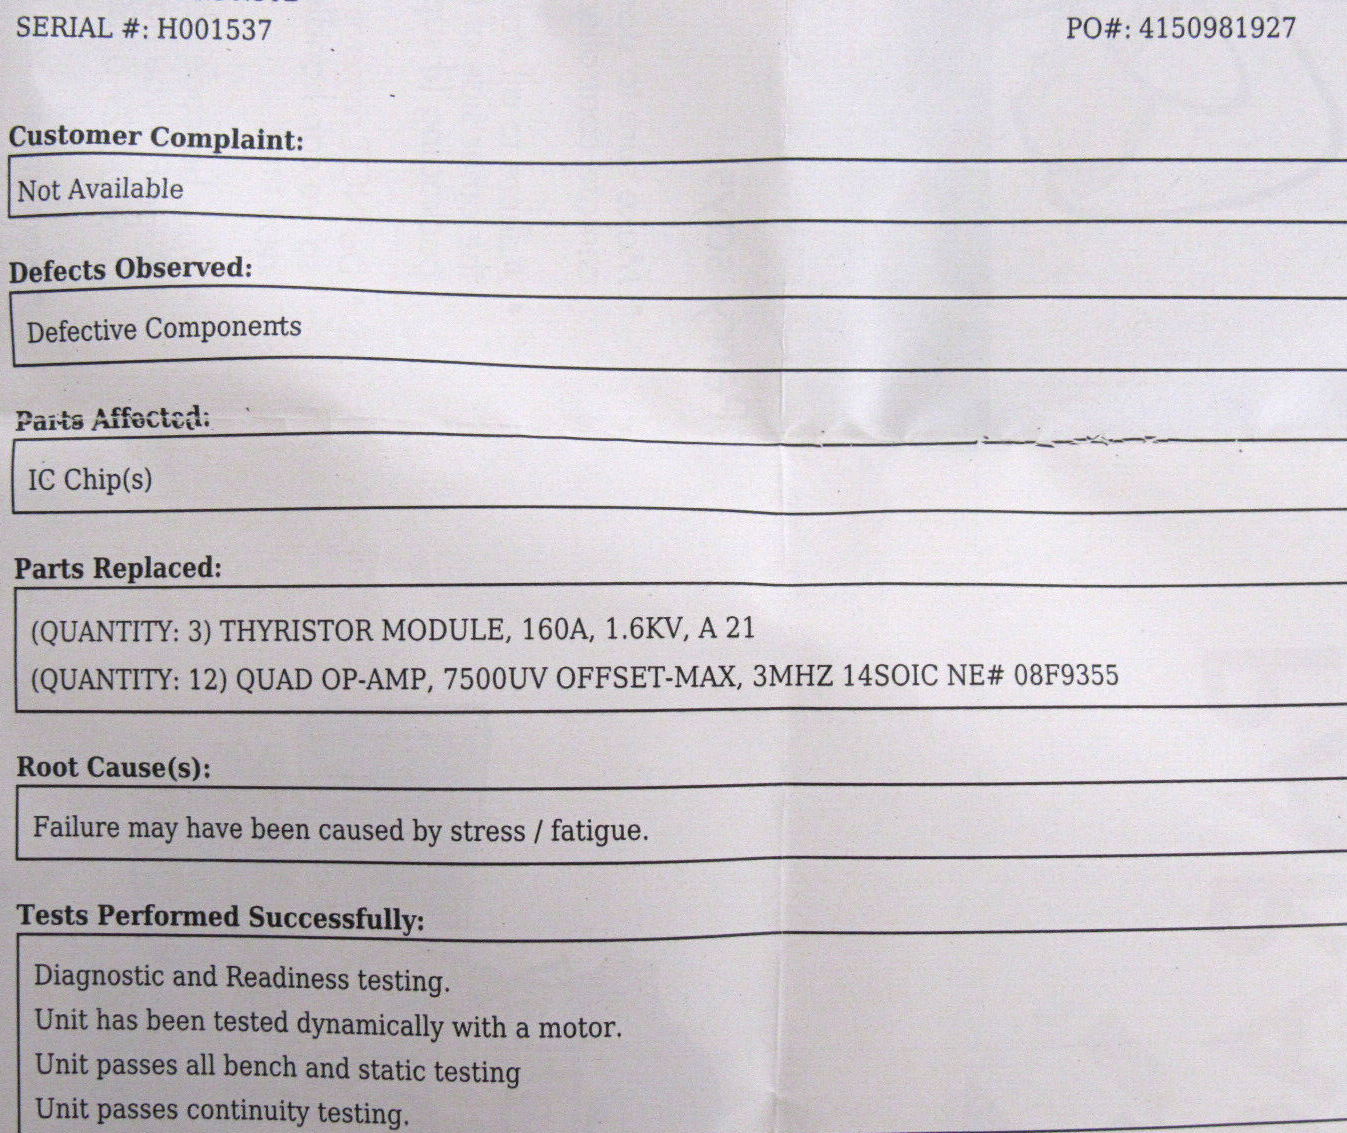 SERIAL #: H001537
PO#: 4150981927
Customer Complaint:
Not Available
Defects Observed:
Defective Components
Parts Affected:
IC Chip(s)
Parts Replaced:
(QUANTITY: 3) THYRISTOR MODULE, 160A, 1.6KV, A 21
(QUANTITY: 12) QUAD OP-AMP, 7500UV OFFSET-MAX, 3MHZ 14SOIC NE# 08F9355
Root Cause(s):
Failure may have been caused by stress / fatigue.
Tests Performed Successfully:
Diagnostic and Readiness testing.
Unit has been tested dynamically with a motor.
Unit passes all bench and static testing
Unit passes continuity testing.